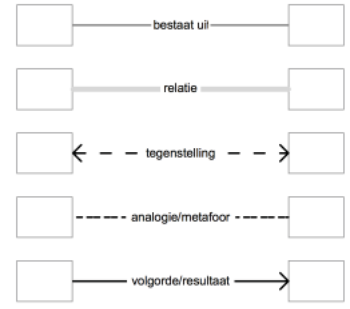 bestaat uit
relatie
tegenstelling
analogie/metafoor
volgorde/resultaat